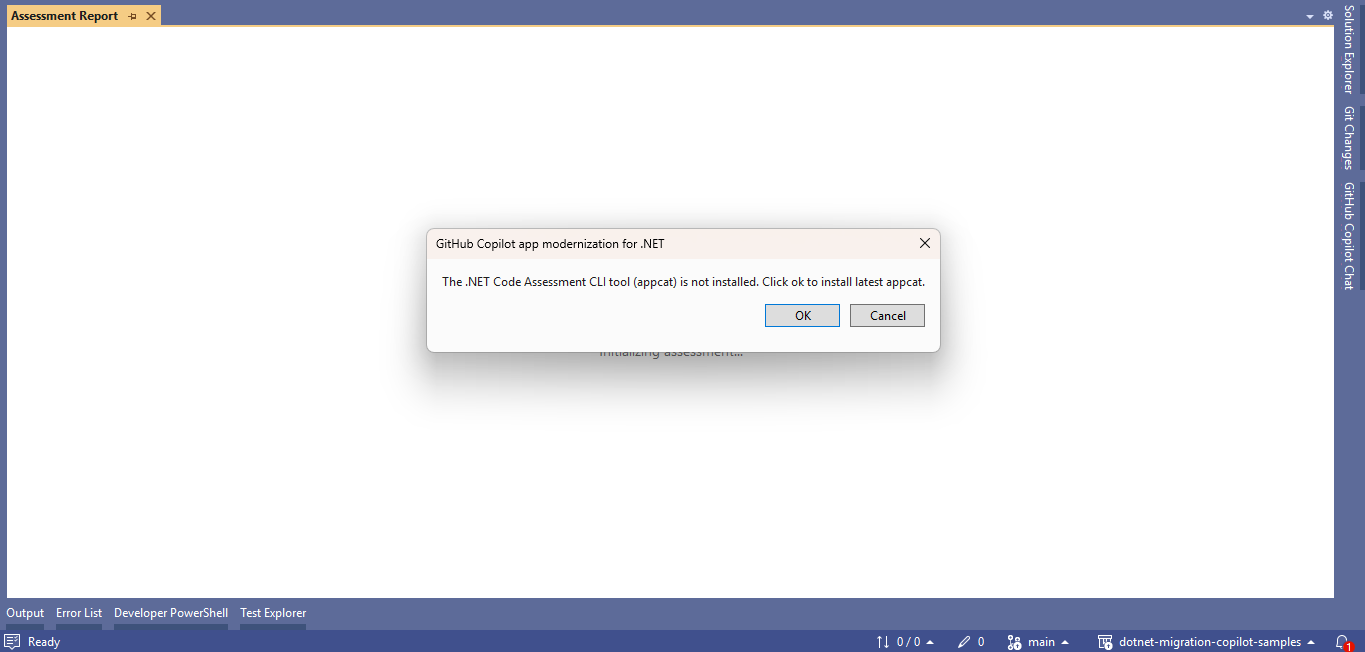 Assessment Report
Solution Explorer
Git Changes
GitHub Copilot Chat
GitHub Copilot app modernization for .NET
The .NET Code Assessment CLI tool (appcat) is not installed. Click ok to install latest appcat.
OK Cancel
Initializing assessment...
Output Error List Developer PowerShell Test Explorer
Ready 0 / 0 0 main dotnet-migration-copilot-samples 1